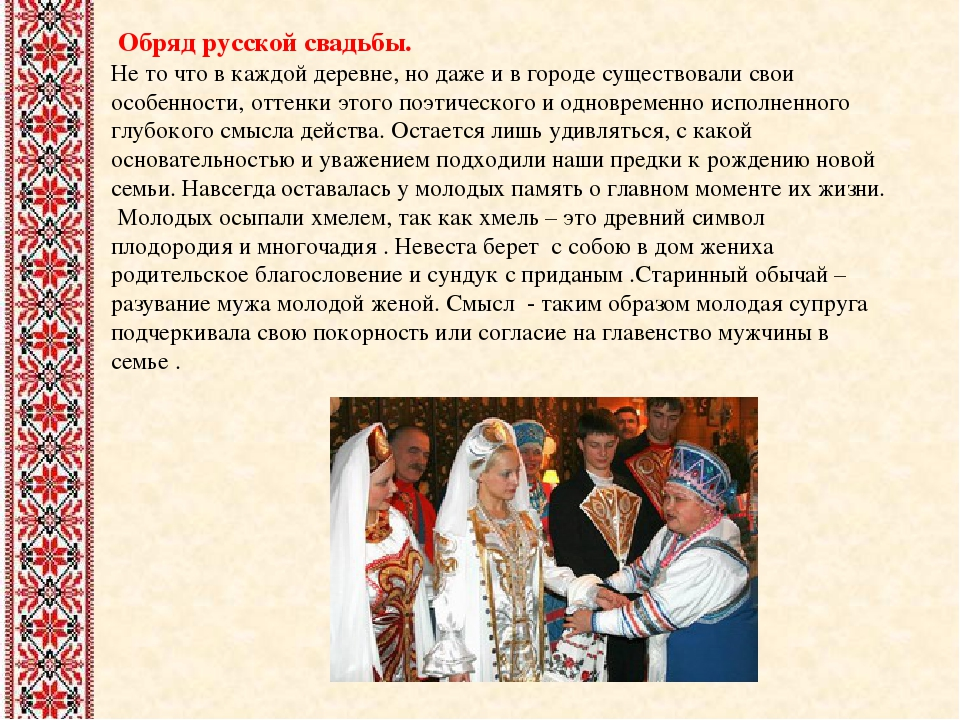 Обряд русской свадьбы.
Не то что в каждой деревне, но даже и в городе существовали свои
особенности, оттенки этого поэтического и одновременно исполненного
глубокого смысла действа. Остается лишь удивляться, с какой
основательностью и уважением подходили наши предки к рождению новой
семьи. Навсегда оставалась у молодых память о главном моменте их жизни.
Молодых осыпали хмелем, так как хмель – это древний символ
плодородия и многочадия . Невеста берет с собою в дом жениха
родительское благословение и сундук с приданым .Старинный обычай –
разувание мужа молодой женой. Смысл - таким образом молодая супруга
подчеркивала свою покорность или согласие на главенство мужчины в
семье .